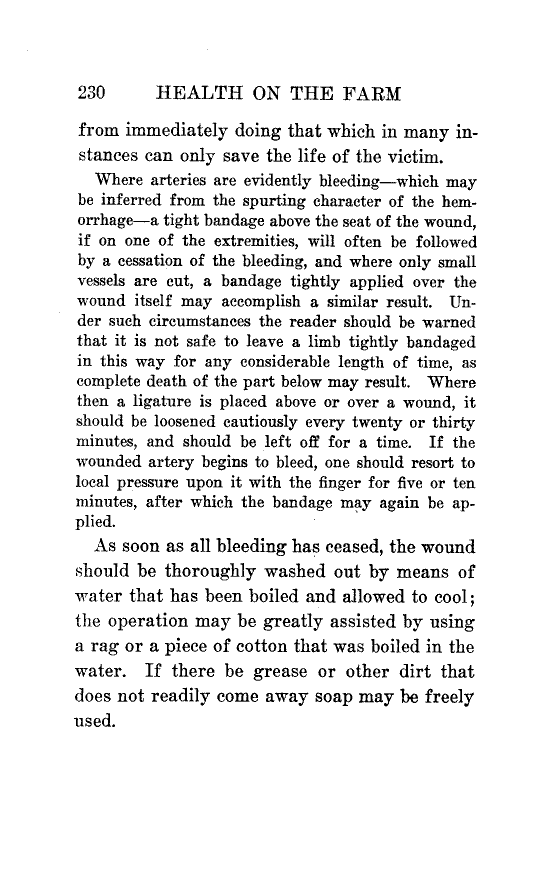 230 HEALTH ON THE FARM
from immediately doing that which in many in-
stances can only save the life of the victim.
Where arteries are evidently bleeding—which may
be inferred from the spurting character of the hem-
orrhage—a tight bandage above the seat of the wound,
if on one of the extremities, will often be followed
by a cessation of the bleeding, and where only small
vessels are cut, a bandage tightly applied over the
wound itself may accomplish a similar result. Un-
der such circumstances the reader should be warned
that it is not safe to leave a limb tightly bandaged
in this way for any considerable length of time, as
complete death of the part below may result. Where
then a ligature is placed above or over a wound, it
should be loosened cautiously every twenty or thirty
minutes, and should be left off for a time. If the
wounded artery begins to bleed, one should resort to
local pressure upon it with the finger for five or ten
minutes, after which the bandage may again be ap-
plied.
As soon as all bleeding has ceased, the wound
should be thoroughly washed out by means of
water that has been boiled and allowed to cool;
the operation may be greatly assisted by using
a rag or a piece of cotton that was boiled in the
water. If there be grease or other dirt that
does not readily come away soap may be freely
used.